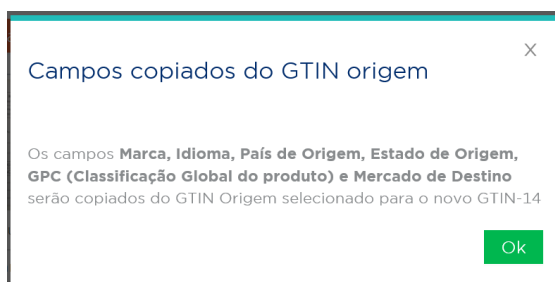 X
Campos copiados do GTIN origem
Os campos Marca, Idioma, País de Origem, Estado de Origem,
GPC (Classificação Global do produto) e Mercado de Destino
serão copiados do GTIN Origem selecionado para o novo GTIN-14
Ok